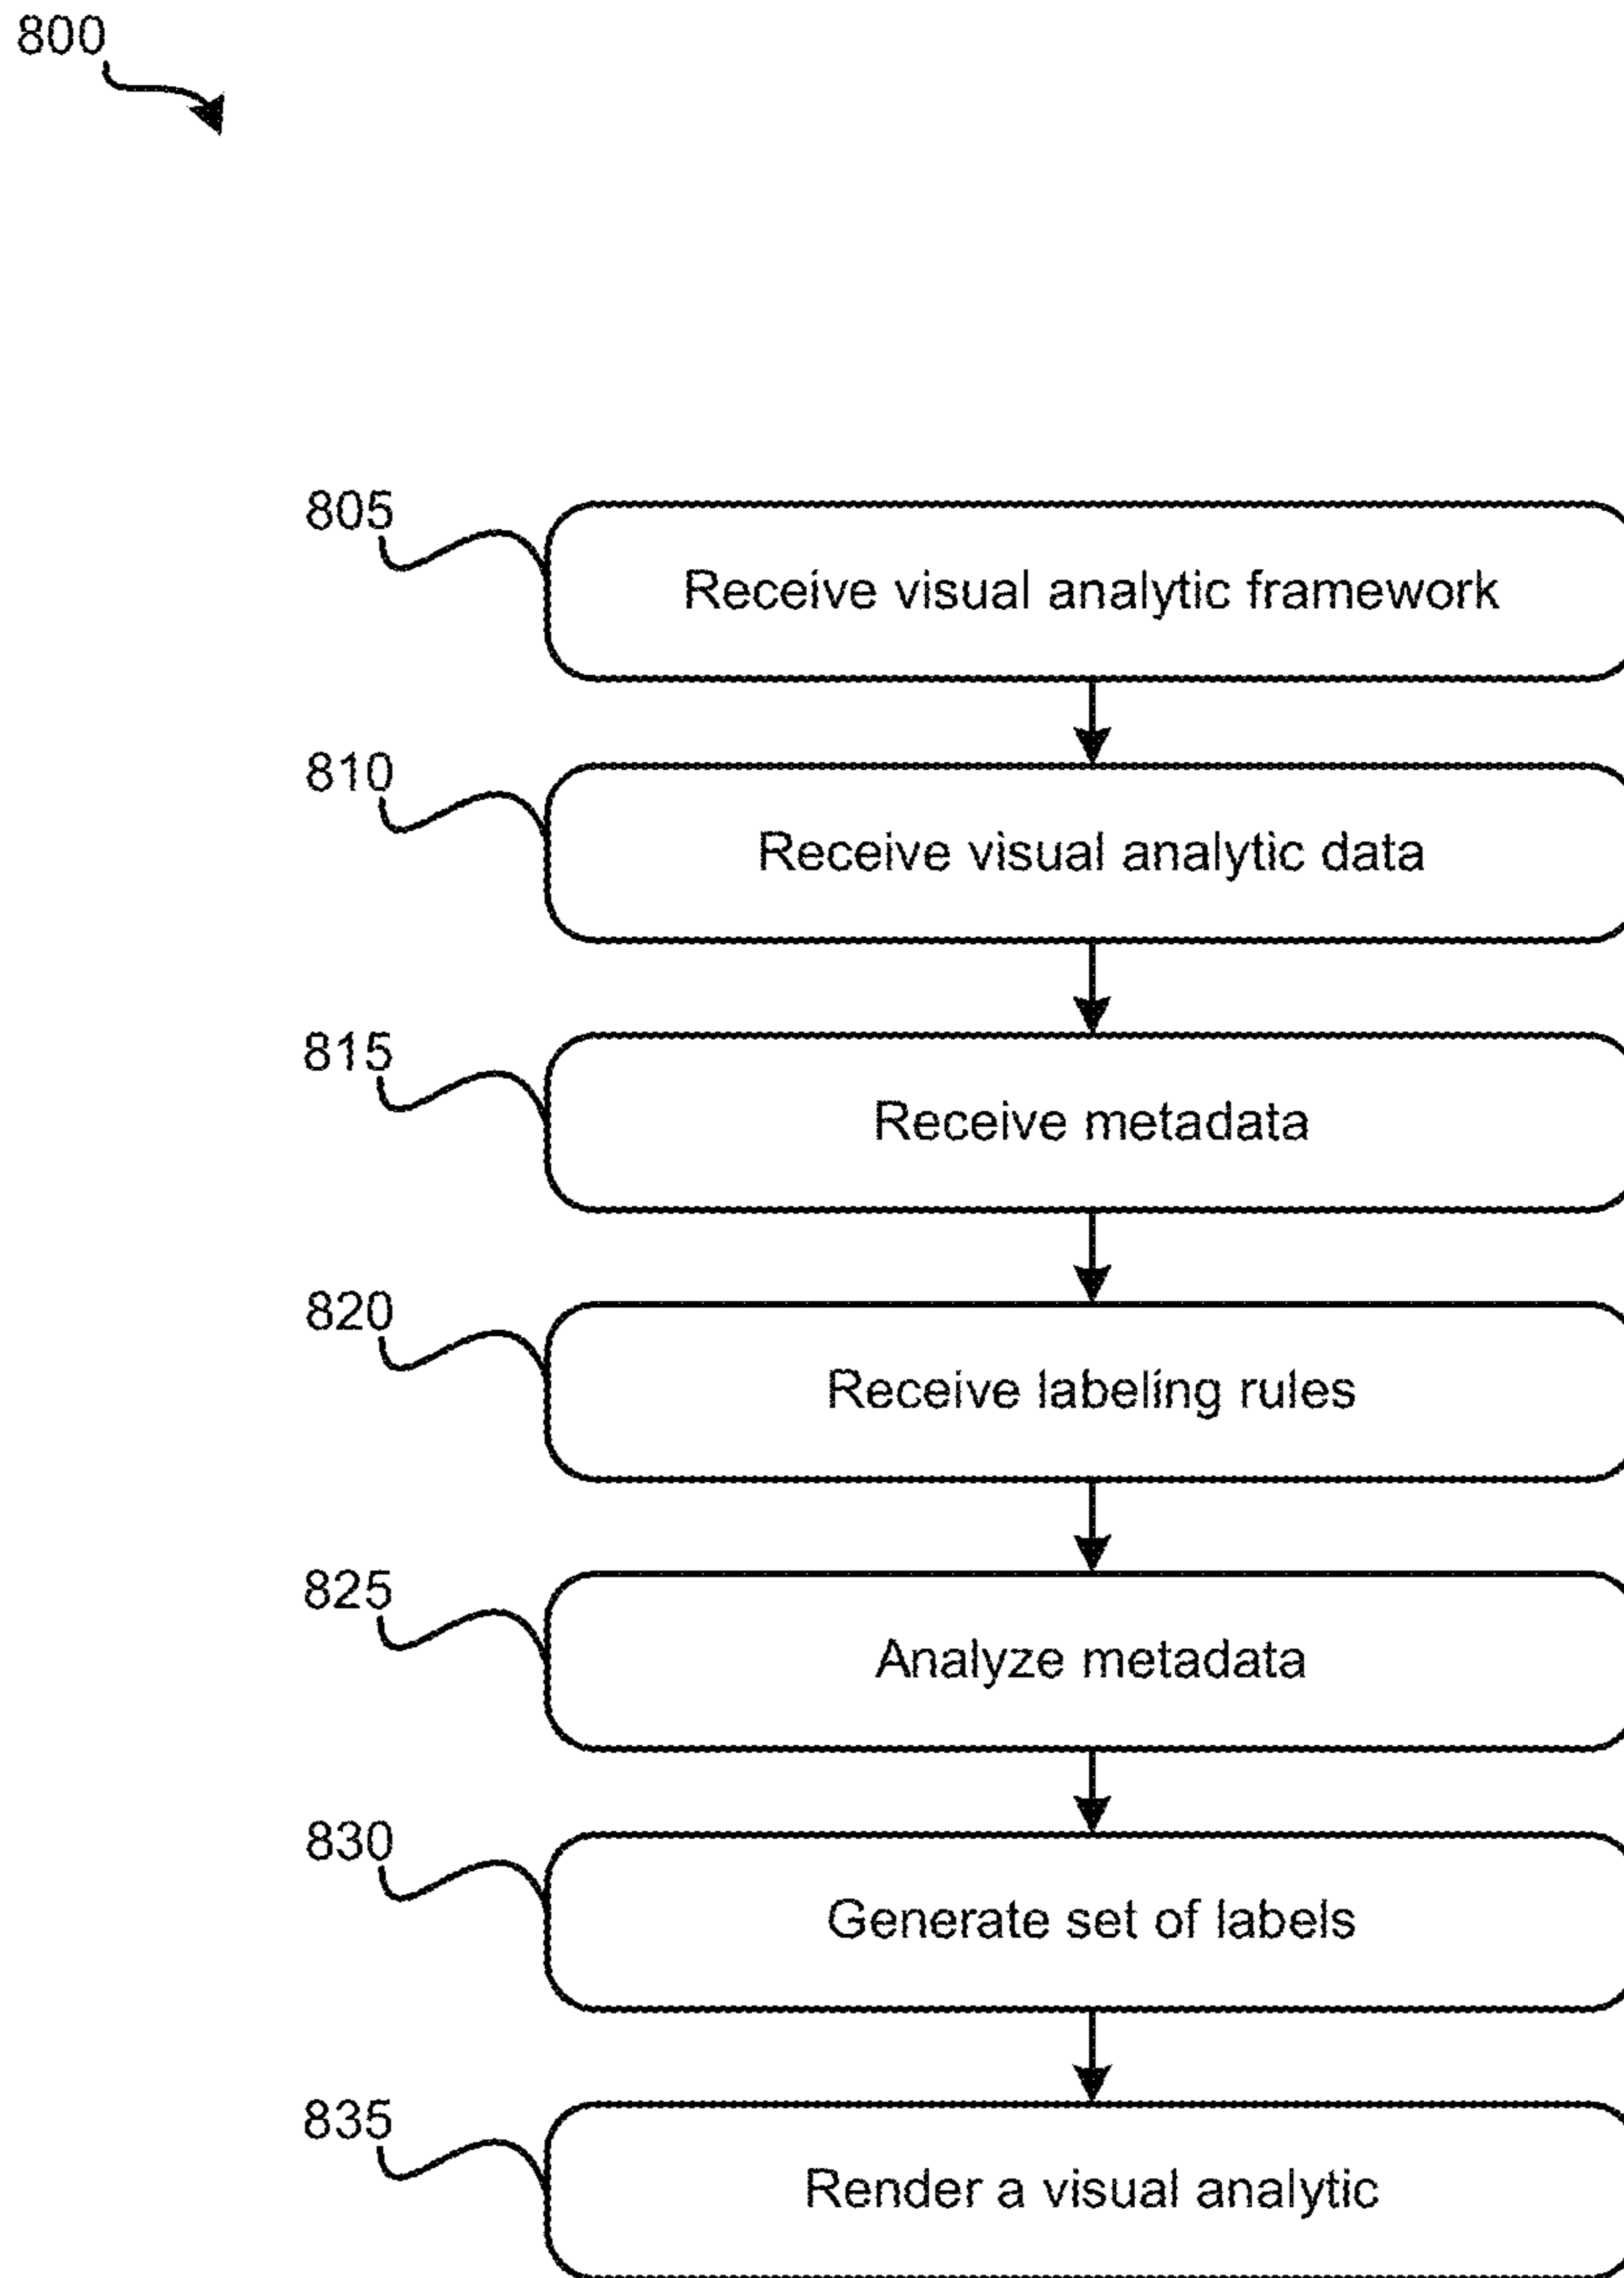 800
805
Receive visual analytic framework
810
Receive visual analytic data
815
Receive metadata
820
Receive labeling rules
825
Analyze metadata
830
Generate set of labels
835
Render a visual analytic